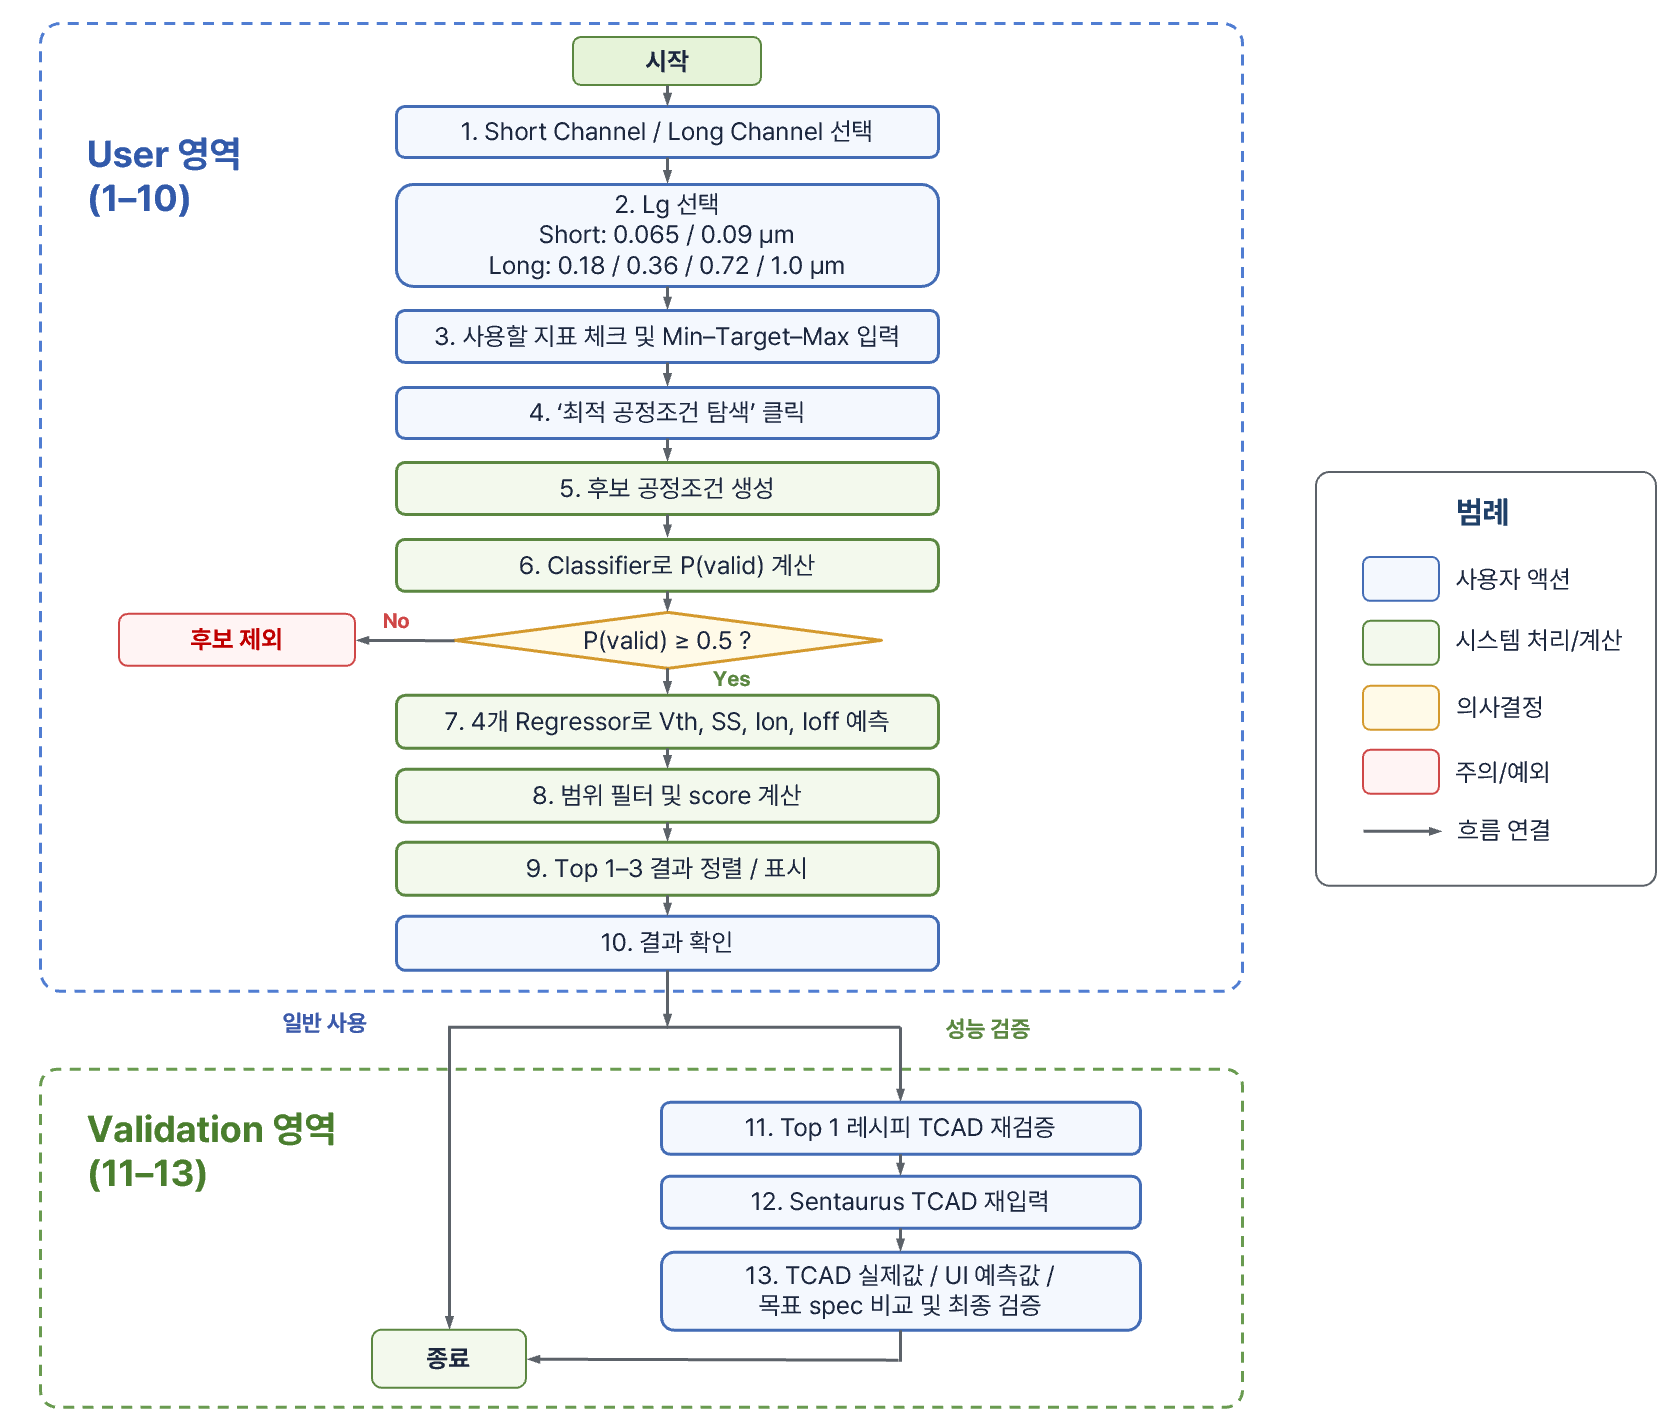 시작
User 영역
(1–10)
1. Short Channel / Long Channel 선택
2. Lg 선택
Short: 0.065 / 0.09 µm
Long: 0.18 / 0.36 / 0.72 / 1.0 µm
3. 사용할 지표 체크 및 Min–Target–Max 입력
4. ‘최적 공정조건 탐색’ 클릭
5. 후보 공정조건 생성
6. Classifier로 P(valid) 계산
후보 제외
No
P(valid) ≥ 0.5 ?
Yes
7. 4개 Regressor로 Vth, SS, Ion, Ioff 예측
8. 범위 필터 및 score 계산
9. Top 1–3 결과 정렬 / 표시
10. 결과 확인
범례
사용자 액션
시스템 처리/계산
의사결정
주의/예외
흐름 연결
일반 사용
성능 검증
Validation 영역
(11–13)
11. Top 1 레시피 TCAD 재검증
12. Sentaurus TCAD 재입력
13. TCAD 실제값 / UI 예측값 /
목표 spec 비교 및 최종 검증
종료